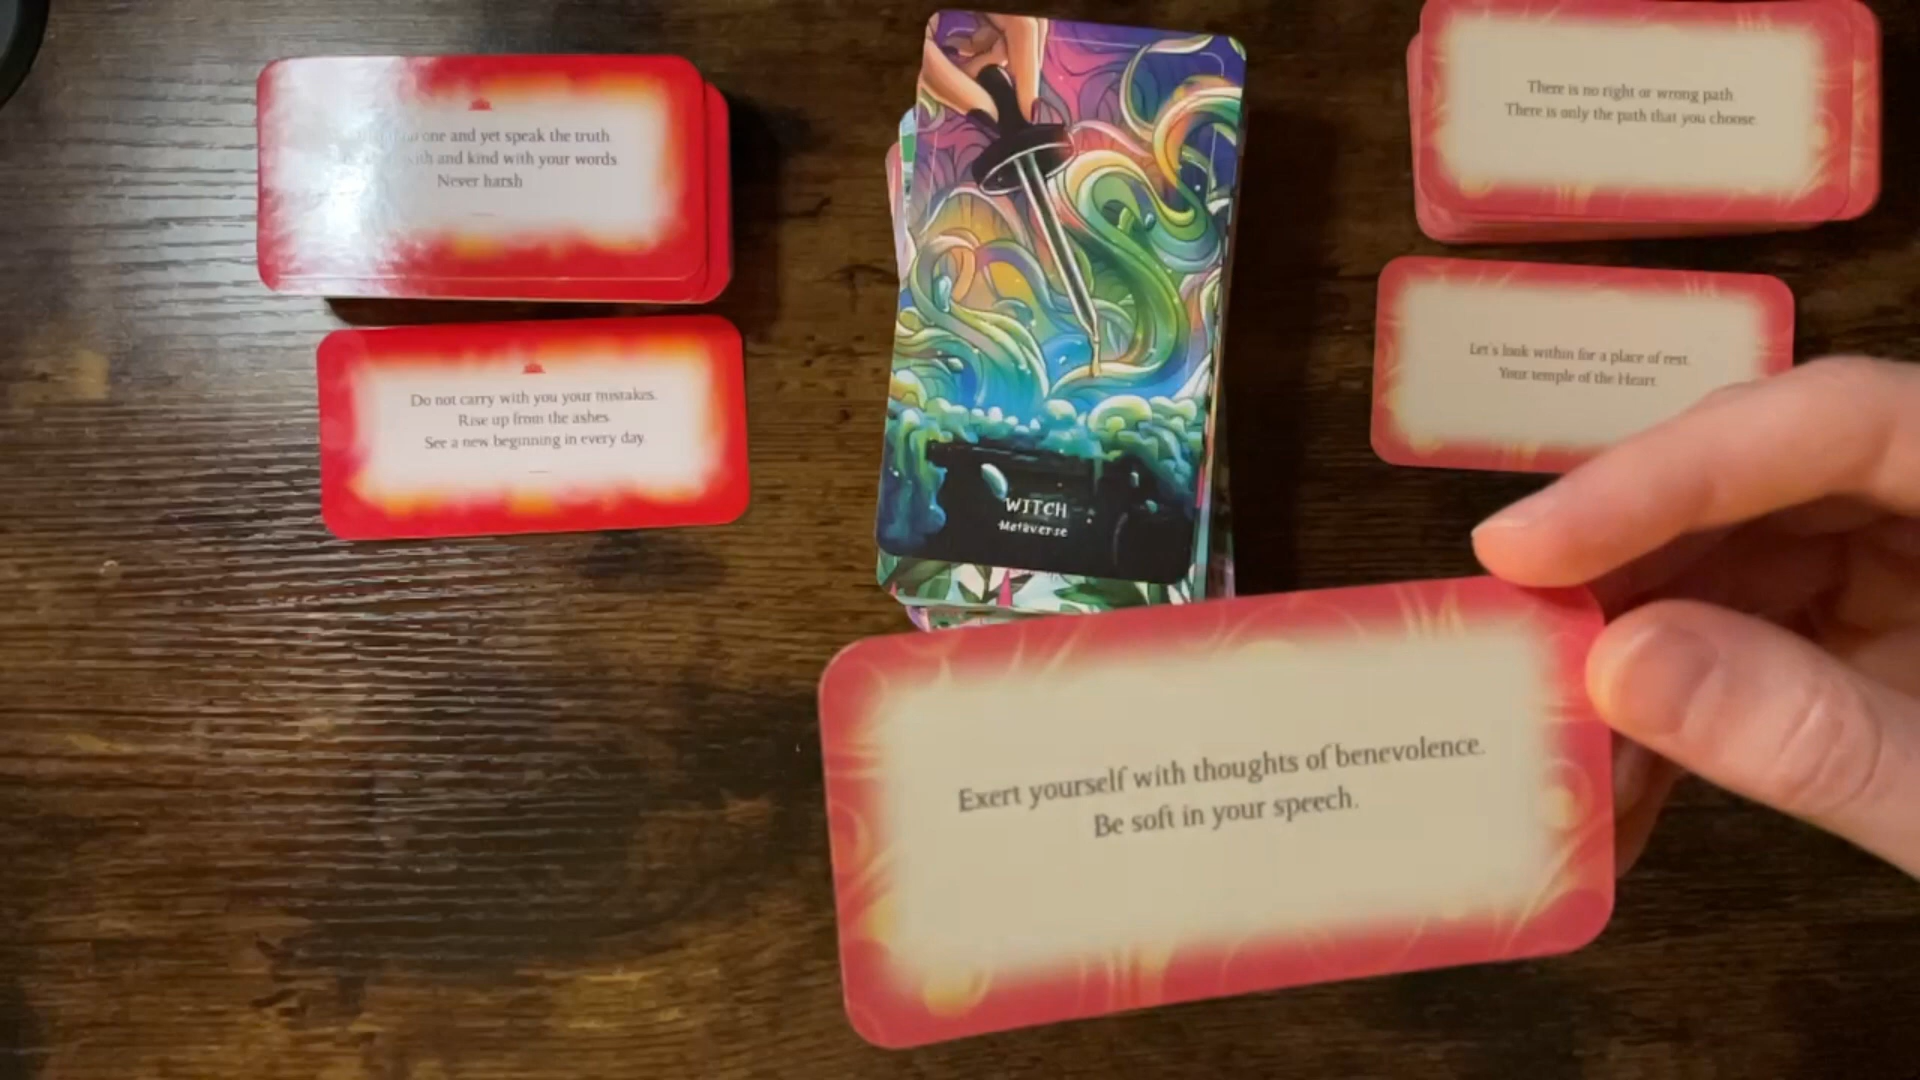 one and yet speak the truth
and kind with your words
Never harsh
Do not carry with you your mistakes.
Rise up from the ashes
See a new beginning in every day.
WITCH
Metaverse
There is no right or wrong path
There is only the path that you choose.
Let's look within for a place of rest.
Your temple of the Heart.
Exert yourself with thoughts of benevolence.
Be soft in your speech.